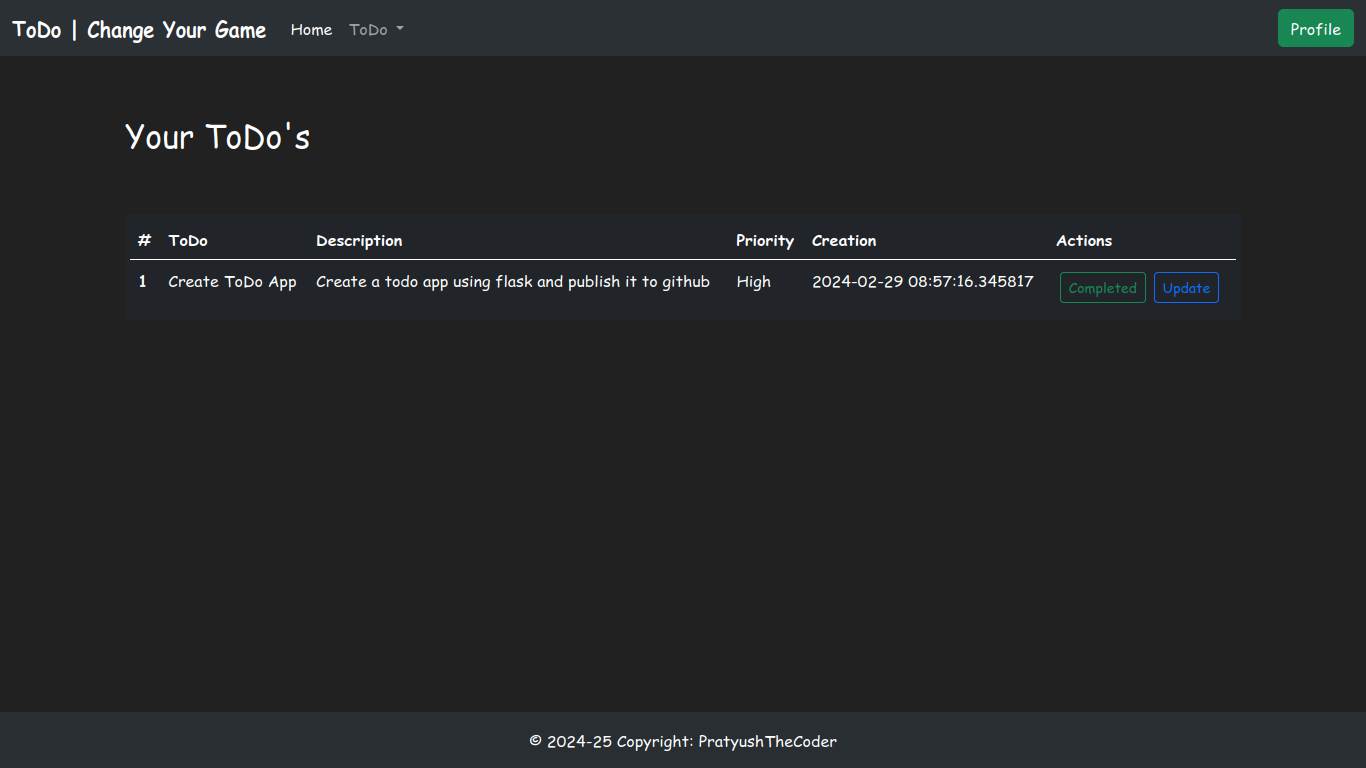 ToDo | Change Your Game Home ToDo Profile
Your ToDo's
# ToDo Description Priority Creation Actions
1 Create ToDo App Create a todo app using flask and publish it to github High 2024-02-29 08:57:16.345817 Completed Update
© 2024-25 Copyright: PratyushTheCoder